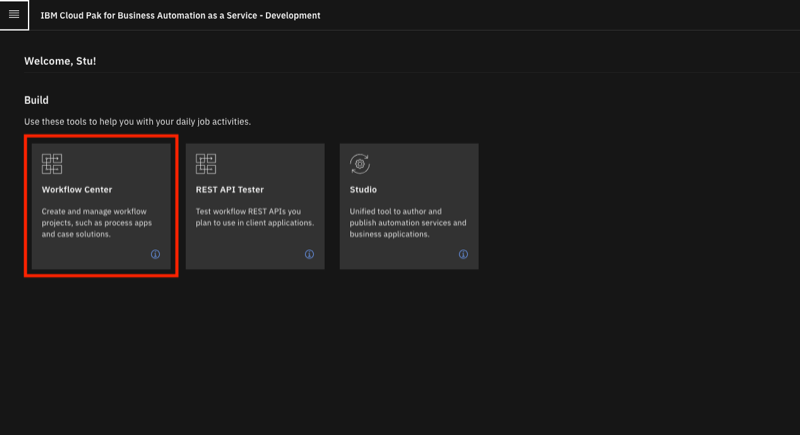 IBM Cloud Pak for Business Automation as a Service - Development
Welcome, Stu!
Build
Use these tools to help you with your daily job activities.
Workflow Center
Create and manage workflow
projects, such as process apps
and case solutions.
REST API Tester
Test workflow REST APIs you
plan to use in client applications.
Studio
Unified tool to author and
publish automation services and
business applications.